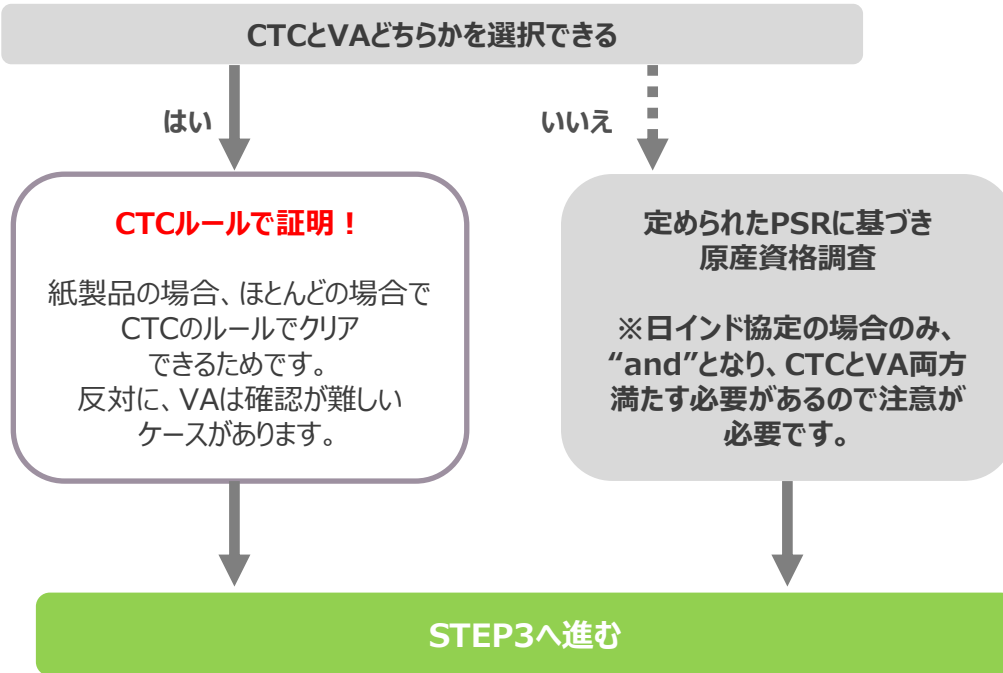 CTCとVAどちらかを選択できる
はい
いいえ
CTCルールで証明！
紙製品の場合、ほとんどの場合で
CTCのルールでクリア
できるためです。
反対に、VAは確認が難しい
ケースがあります。
定められたPSRに基づき
原産資格調査
※日インド協定の場合のみ、
“and”となり、CTCとVA両方
満たす必要があるので注意が
必要です。
STEP3へ進む